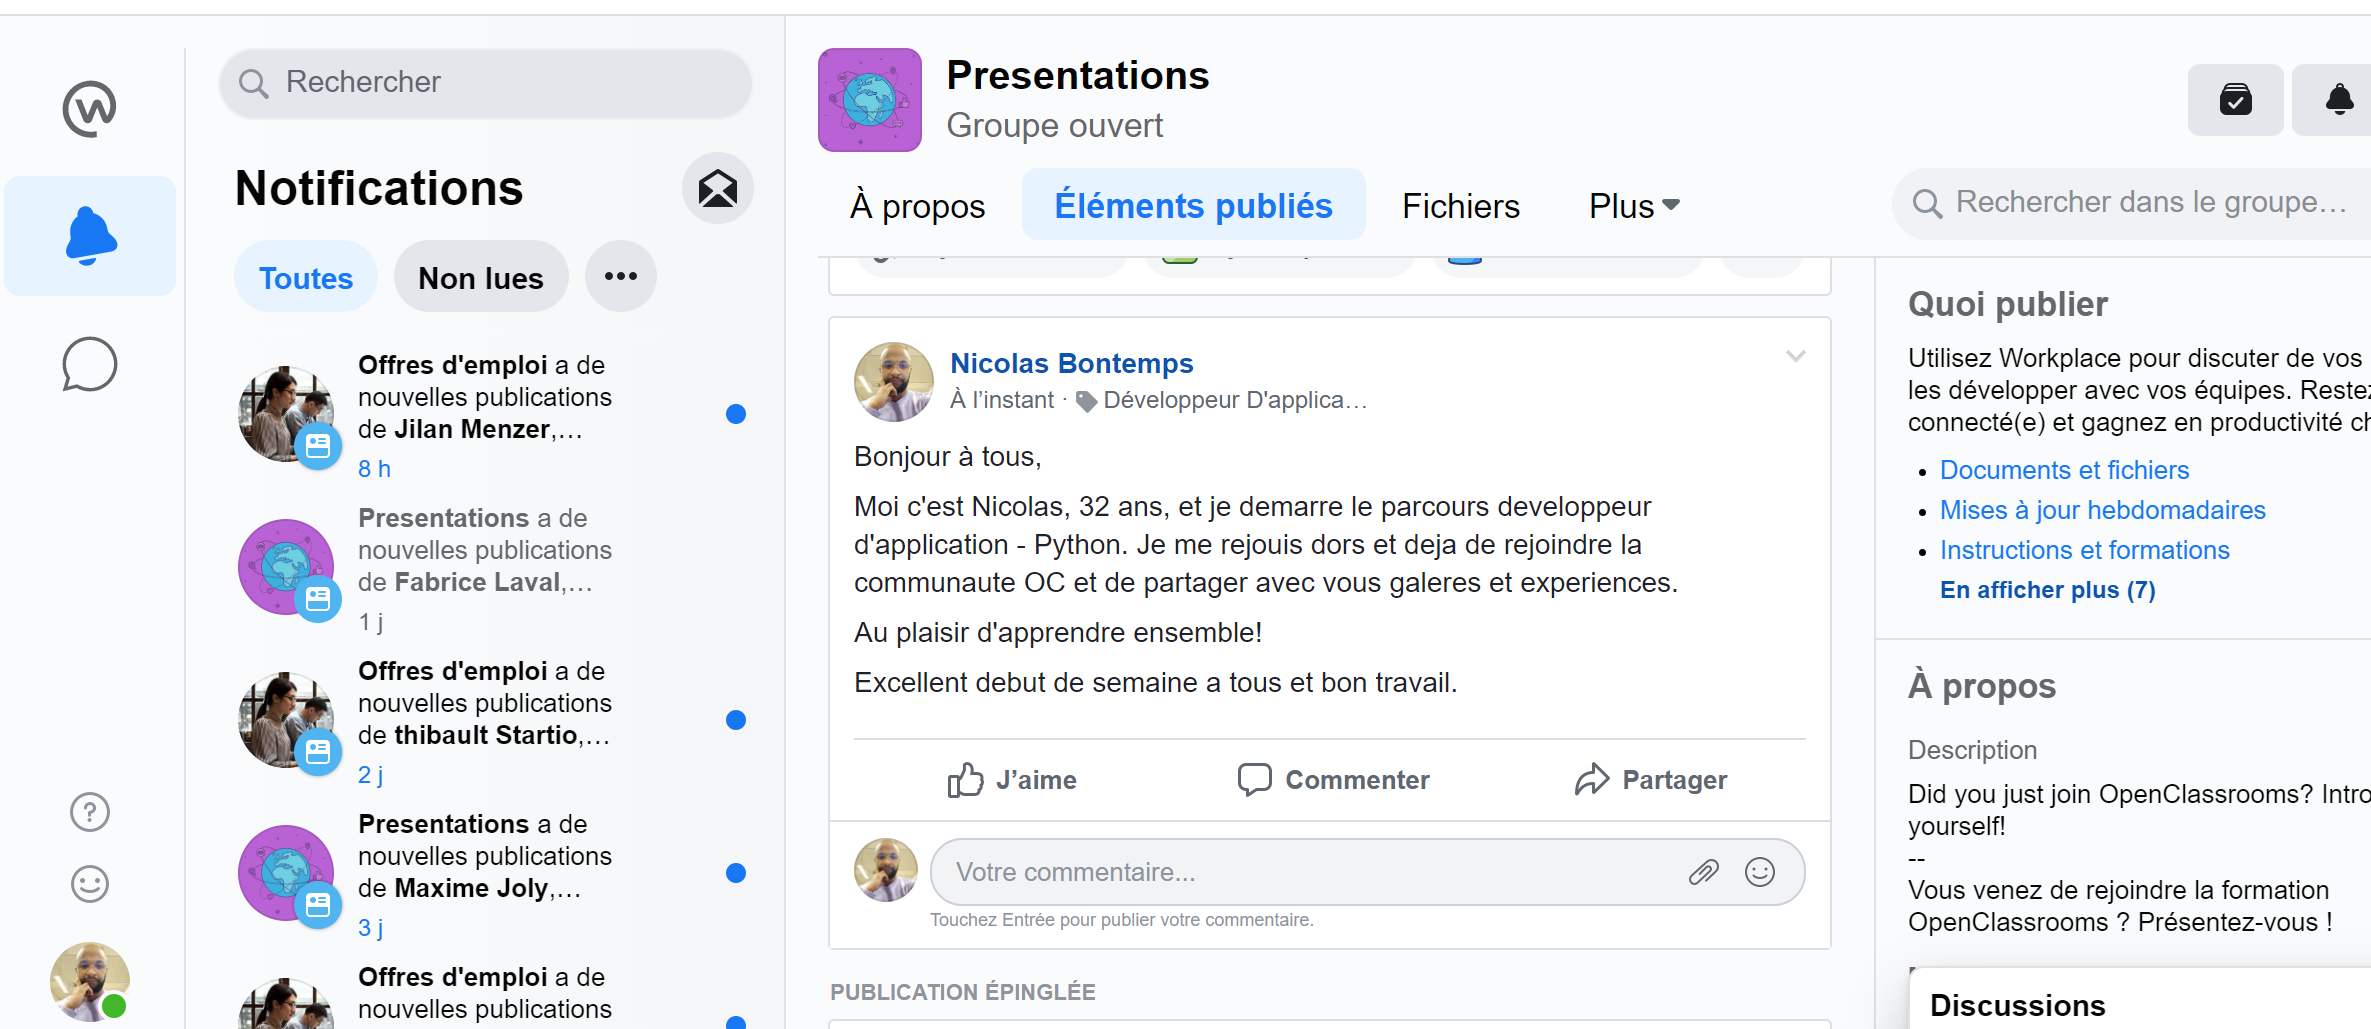 Rechercher
Notifications
Toutes
Non lues
Offres d'emploi a de
nouvelles publications
de Jilan Menzer,...
8 h
Presentations a de
nouvelles publications
de Fabrice Laval,...
1 j
Offres d'emploi a de
nouvelles publications
de thibault Startio,...
2 j
Presentations a de
nouvelles publications
de Maxime Joly,...
3 j
Offres d'emploi a de
nouvelles publications
Presentations
Groupe ouvert
À propos
Éléments publiés
Fichiers
Plus
Rechercher dans le groupe...
Nicolas Bontemps
À l’instant · Développeur D'applica...
Bonjour à tous,
Moi c'est Nicolas, 32 ans, et je demarre le parcours developpeur
d'application - Python. Je me rejouis dors et deja de rejoindre la
communaute OC et de partager avec vous galeres et experiences.
Au plaisir d'apprendre ensemble!
Excellent debut de semaine a tous et bon travail.
J’aime
Commenter
Partager
Votre commentaire...
Touchez Entrée pour publier votre commentaire.
PUBLICATION ÉPINGLÉE
Quoi publier
Utilisez Workplace pour discuter de vos
les développer avec vos équipes. Restez
connecté(e) et gagnez en productivité ch
• Documents et fichiers
• Mises à jour hebdomadaires
• Instructions et formations
En afficher plus (7)
À propos
Description
Did you just join OpenClassrooms? Intro
yourself!
--
Vous venez de rejoindre la formation
OpenClassrooms ? Présentez-vous !
Discussions